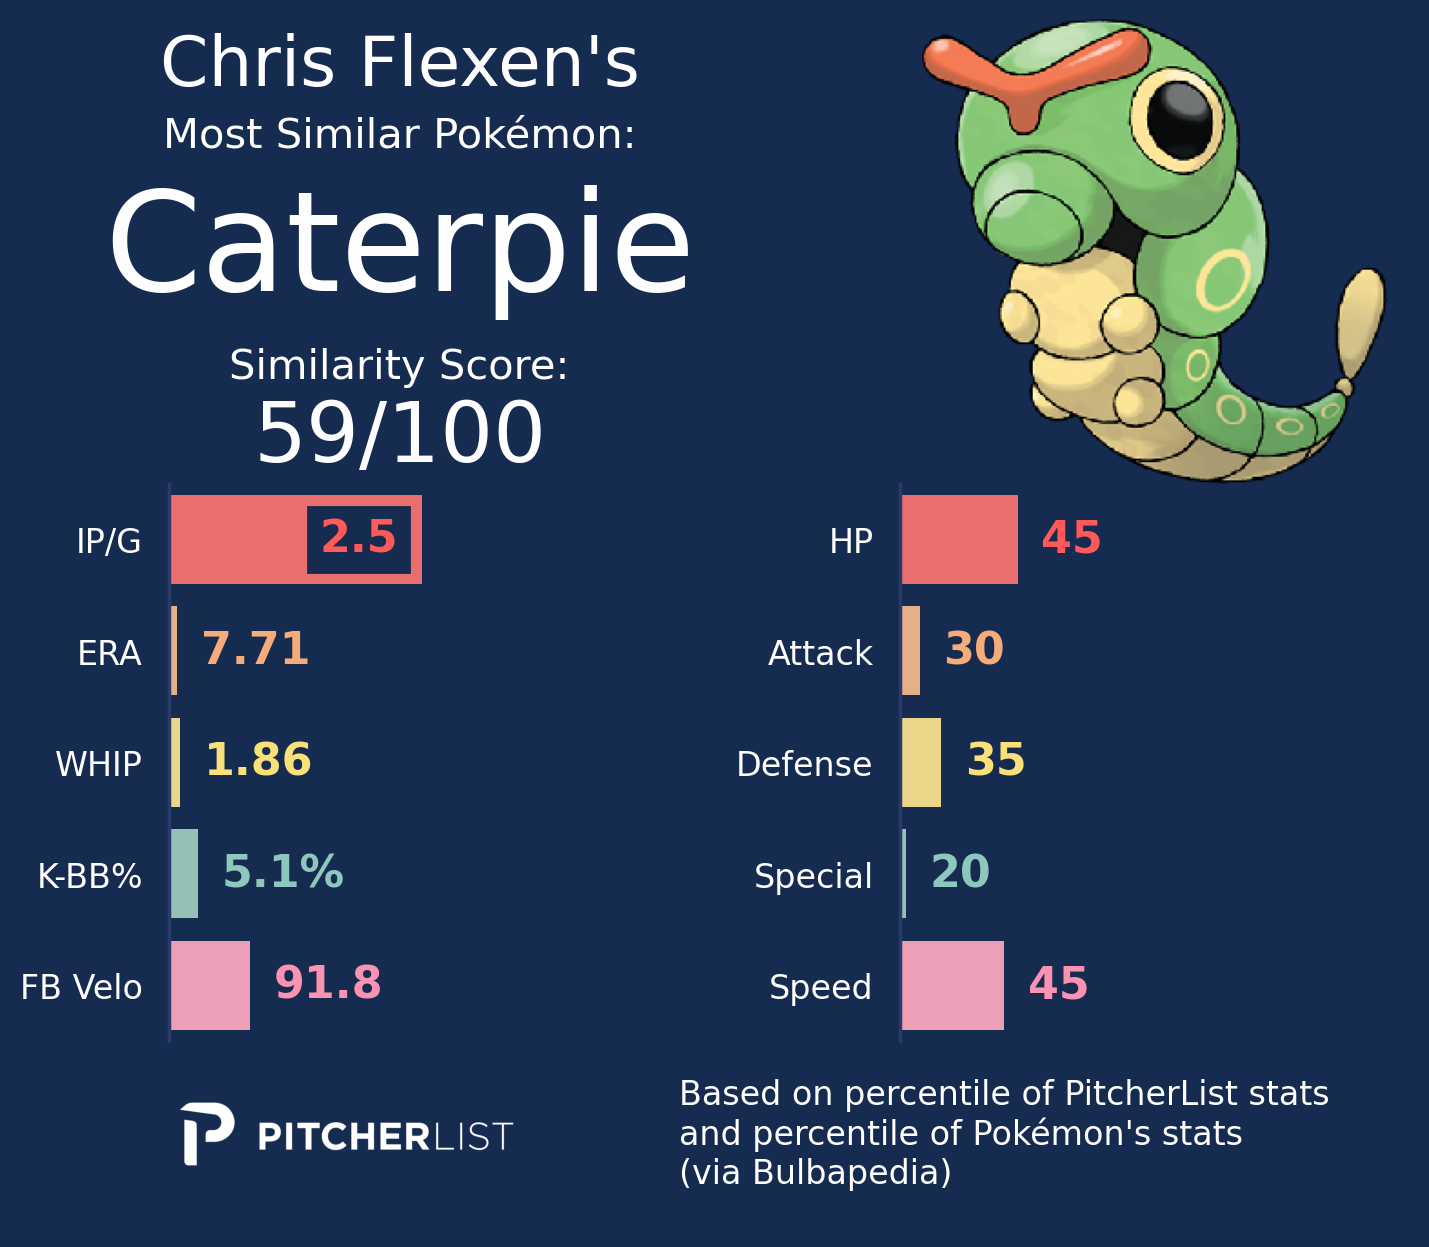 Chris Flexen's
Most Similar Pokémon:
Caterpie
Similarity Score:
59/100
IP/G 2.5
ERA 7.71
WHIP 1.86
K-BB% 5.1%
FB Velo 91.8
HP 45
Attack 30
Defense 35
Special 20
Speed 45
PITCHERLIST
Based on percentile of PitcherList stats
and percentile of Pokémon's stats
(via Bulbapedia)